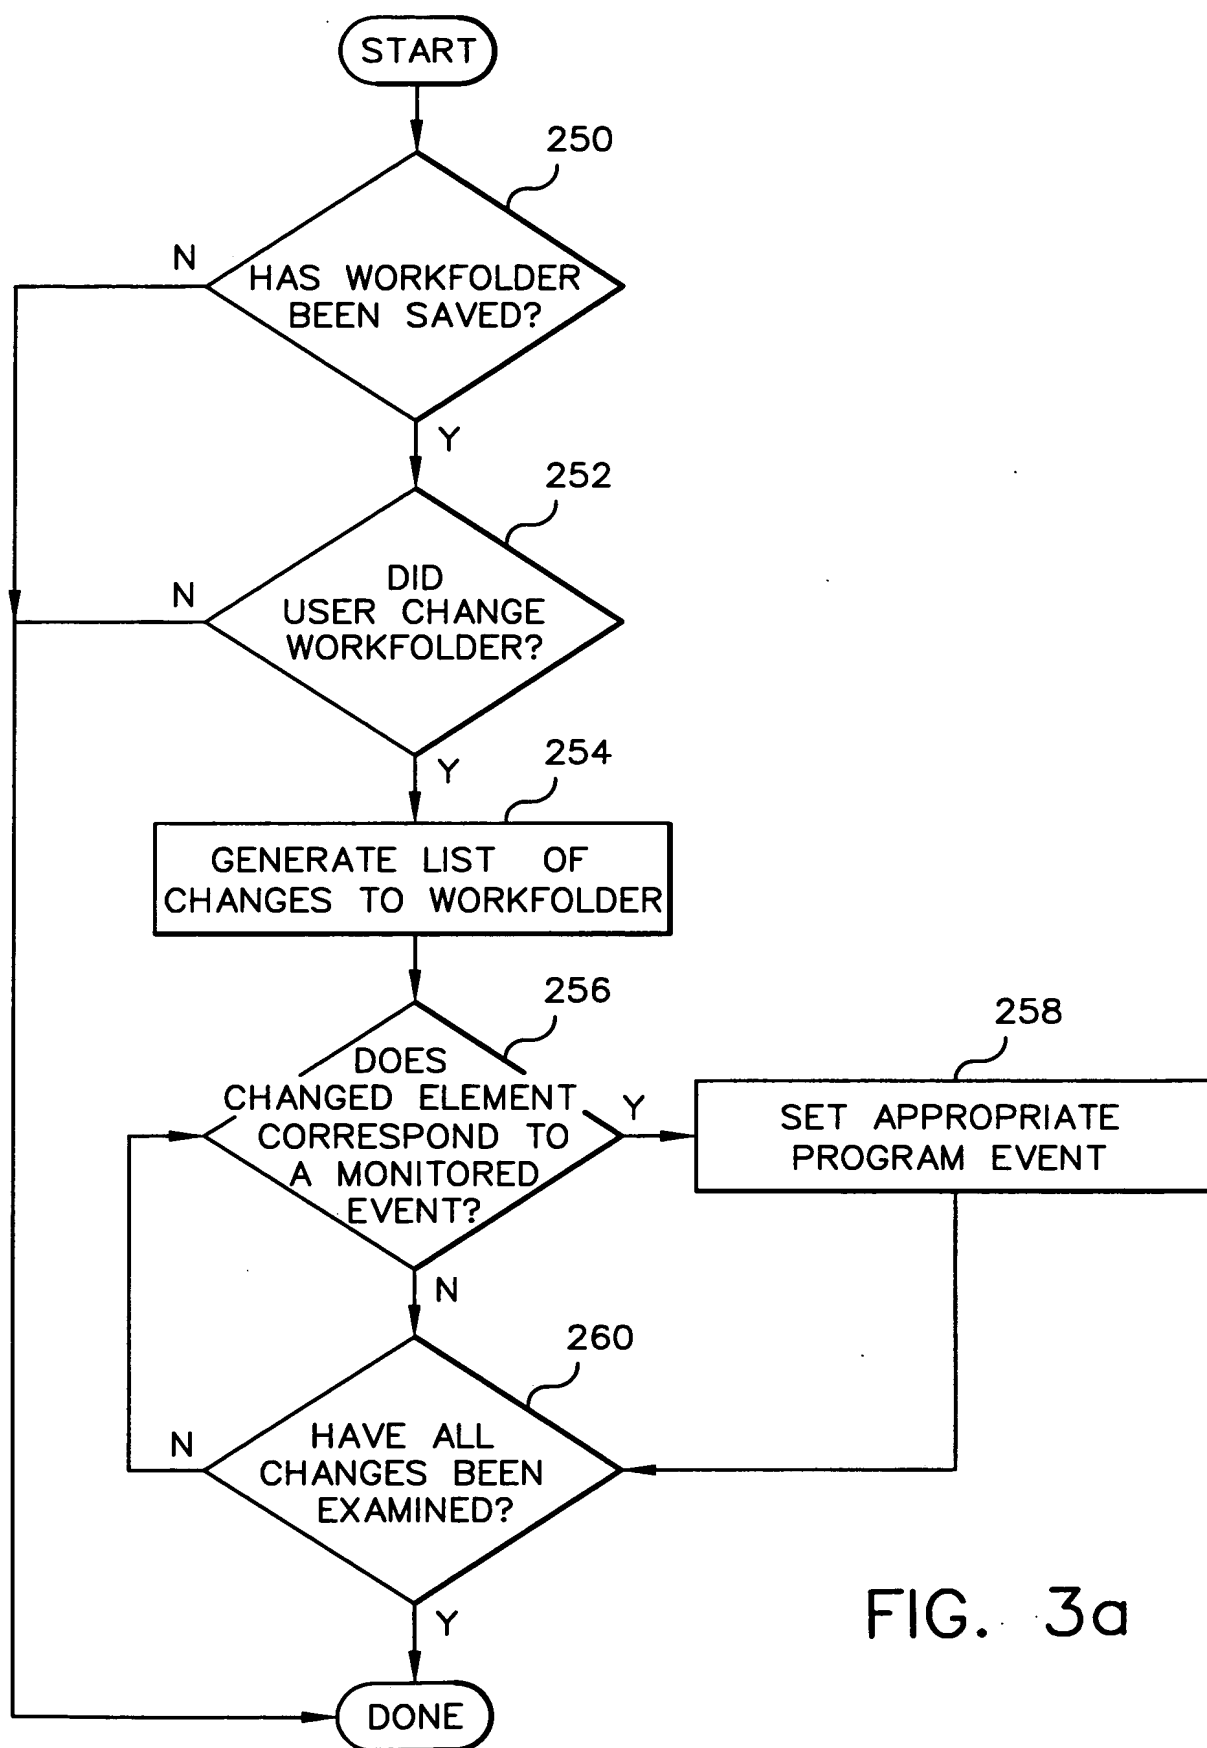 START
250
N
HAS WORKFOLDER
BEEN SAVED?
Y
252
N
DID
USER CHANGE
WORKFOLDER?
Y
254
GENERATE LIST OF
CHANGES TO WORKFOLDER
256
DOES
CHANGED ELEMENT
CORRESPOND TO
A MONITORED
EVENT?
Y
258
SET APPROPRIATE
PROGRAM EVENT
N
260
N
HAVE ALL
CHANGES BEEN
EXAMINED?
Y
DONE
FIG. 3a